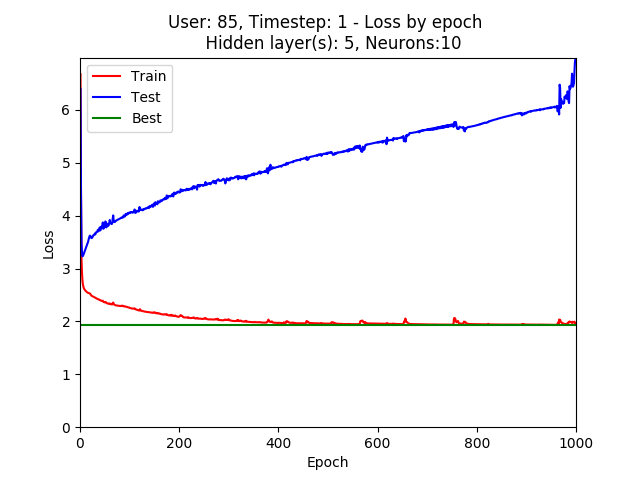 User: 85, Timestep: 1 - Loss by epoch
Hidden layer(s): 5, Neurons:10
Train
Test
Best
6
5
4
3
2
1
0
Loss
0 200 400 600 800 1000
Epoch